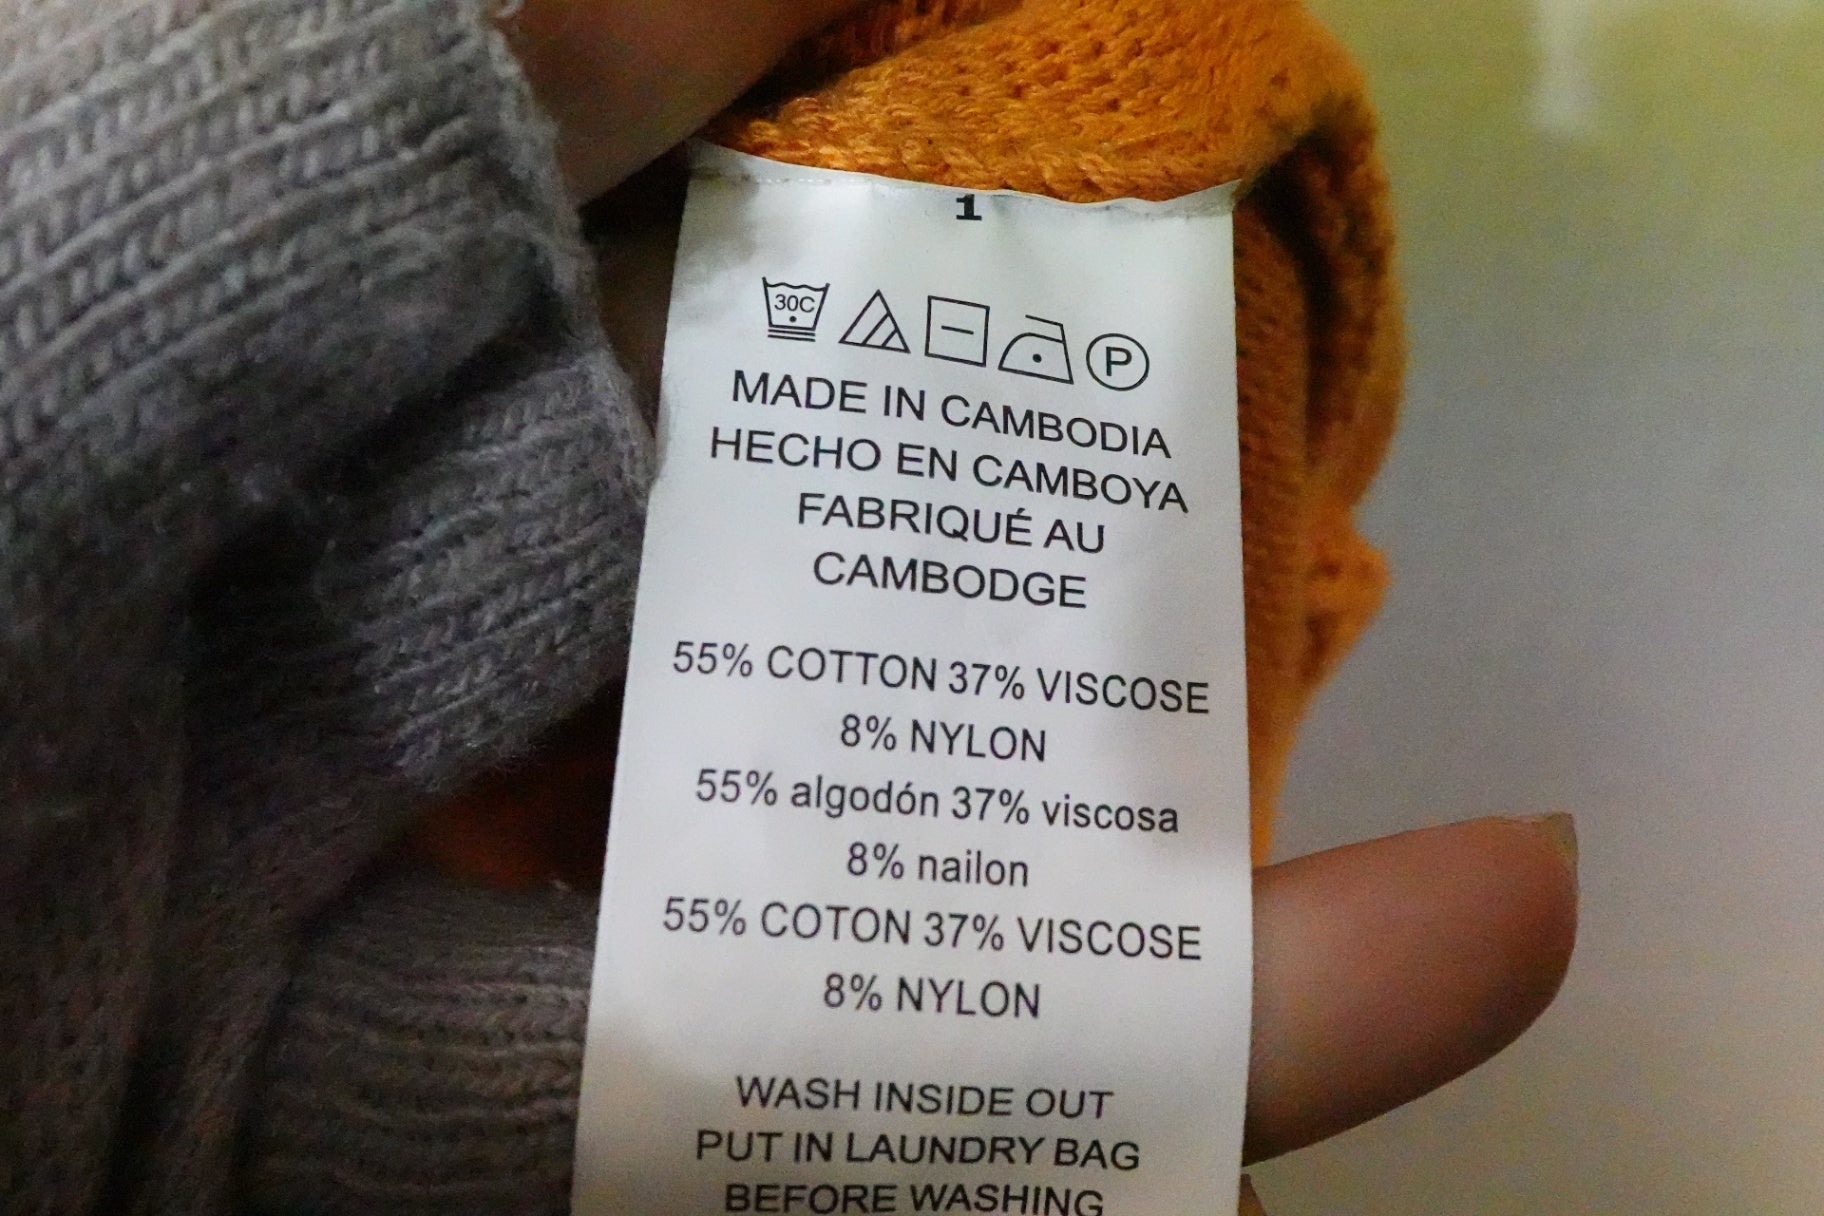 1
30C
P
MADE IN CAMBODIA
HECHO EN CAMBOYA
FABRIQUÉ AU
CAMBODGE
55% COTTON 37% VISCOSE
8% NYLON
55% algodón 37% viscosa
8% nailon
55% COTON 37% VISCOSE
8% NYLON
WASH INSIDE OUT
PUT IN LAUNDRY BAG
BEFORE WASHING